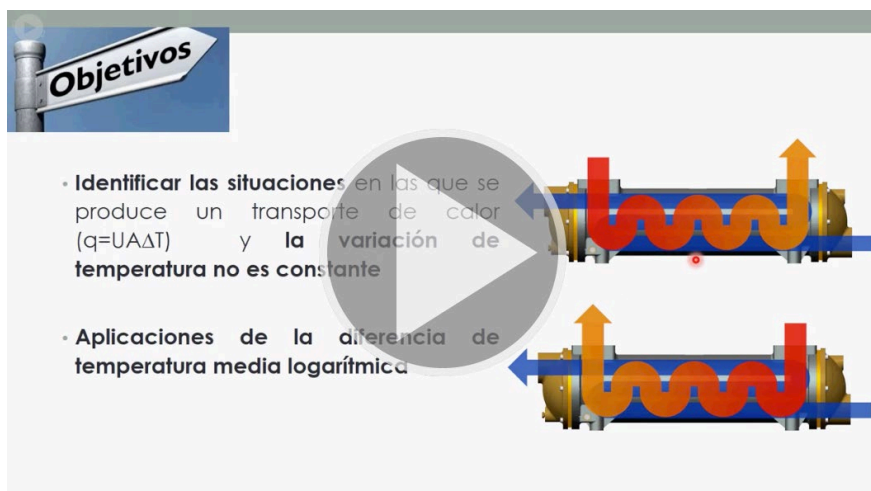 Objetivos
• Identificar las situaciones en las que se
produce un transporte de calor
(q=UA∆T) y la variación de
temperatura no es constante
• Aplicaciones de la diferencia de
temperatura media logarítmica